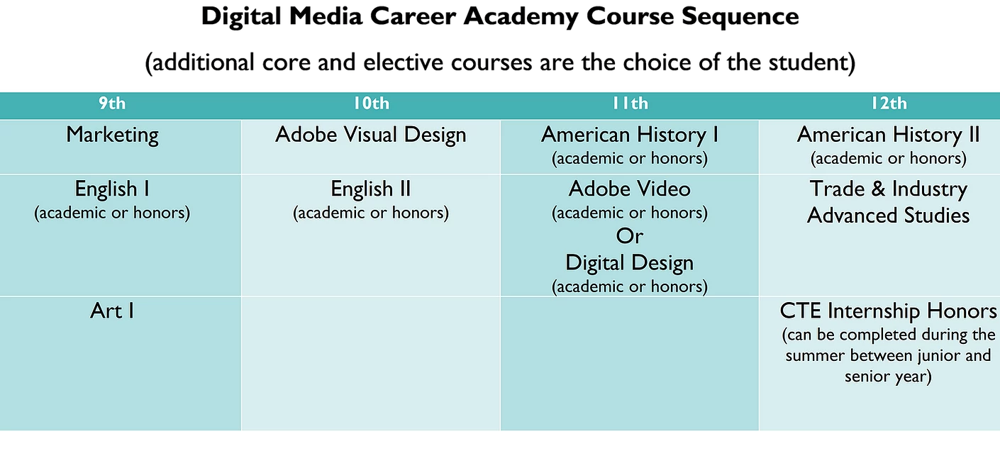 Digital Media Career Academy Course Sequence
(additional core and elective courses are the choice of the student)
9th
10th
11th
12th
Marketing
Adobe Visual Design
American History I
(academic or honors)
American History II
(academic or honors)
English I
(academic or honors)
English II
(academic or honors)
Adobe Video
(academic or honors)
Or
Digital Design
(academic or honors)
Trade & Industry
Advanced Studies
Art I
CTE Internship Honors
(can be completed during the
summer between junior and
senior year)